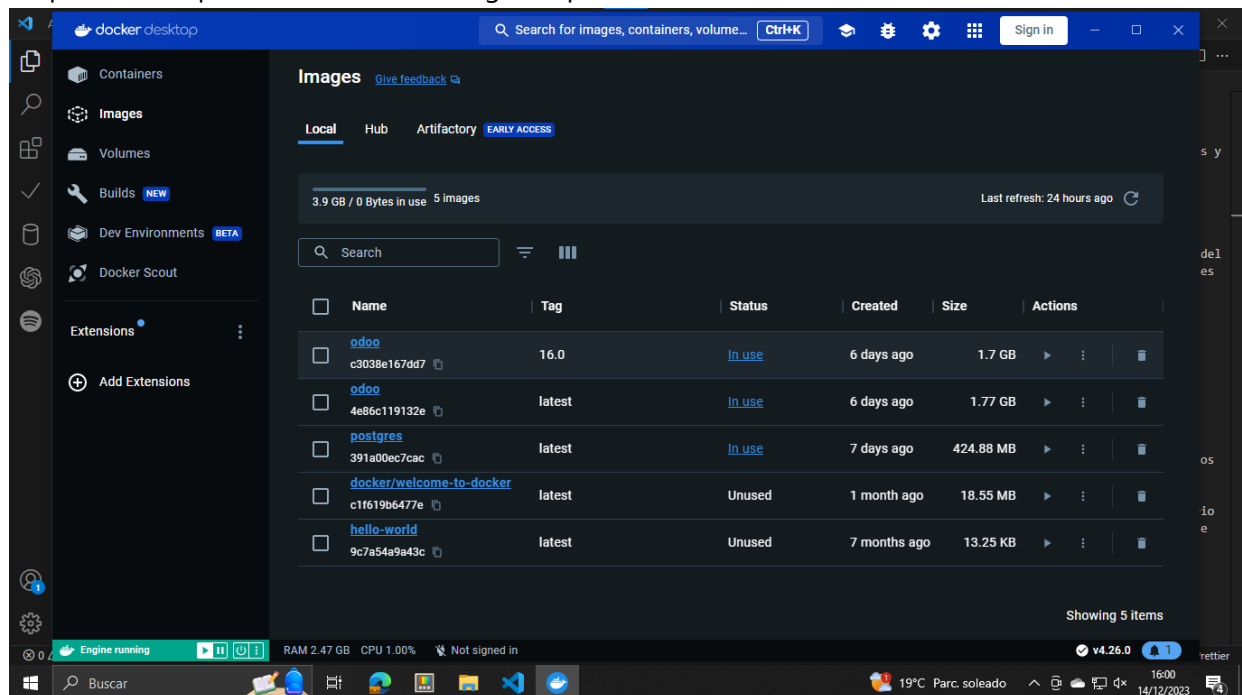 docker desktop
Search for images, containers, volume... Ctrl+K
Sign in
Containers
Images
Volumes
Builds NEW
Dev Environments BETA
Docker Scout
Extensions
Add Extensions
Images Give feedback
Local Hub Artifactory EARLY ACCESS
3.9 GB / 0 Bytes in use 5 images
Last refresh: 24 hours ago
Search
Name Tag Status Created Size Actions
odoo
c3038e167dd7
16.0 In use 6 days ago 1.7 GB
odoo
4e86c119132e
latest In use 6 days ago 1.77 GB
postgres
391a00ec7cac
latest In use 7 days ago 424.88 MB
docker/welcome-to-docker
c1f619b6477e
latest Unused 1 month ago 18.55 MB
hello-world
9c7a54a9a43c
latest Unused 7 months ago 13.25 KB
Showing 5 items
s y
del
es
os
io
e
1
0
Engine running
RAM 2.47 GB CPU 1.00% Not signed in
v4.26.0 1
rettier
Buscar
19°C Parc. soleado
16:00
14/12/2023
4